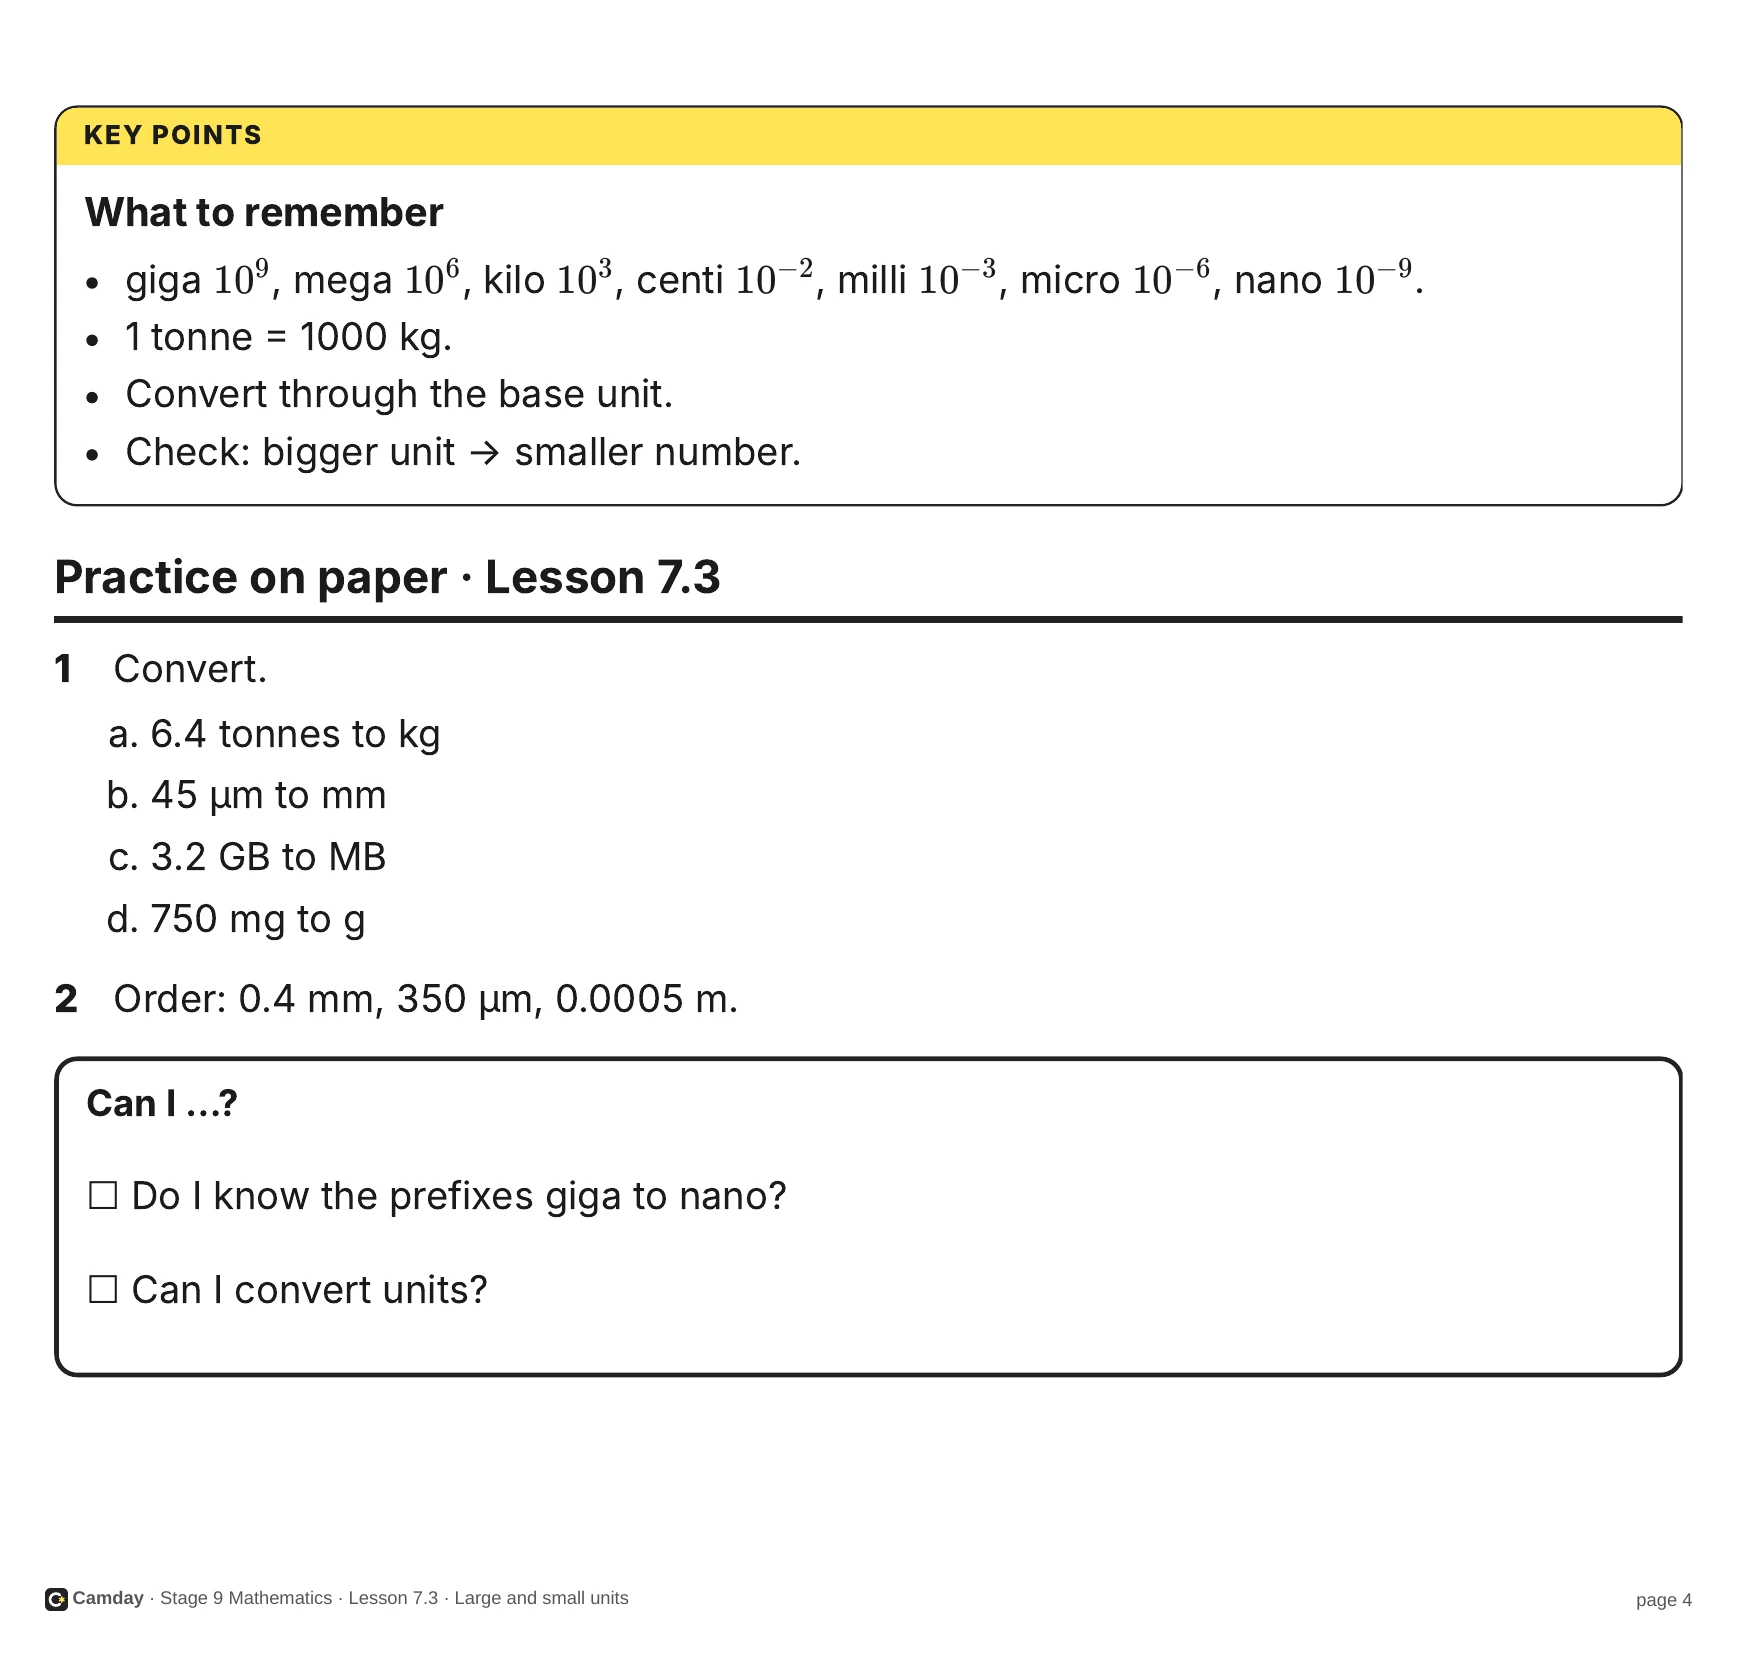 KEY POINTS
What to remember
• giga 10⁹, mega 10⁶, kilo 10³, centi 10⁻², milli 10⁻³, micro 10⁻⁶, nano 10⁻⁹.
• 1 tonne = 1000 kg.
• Convert through the base unit.
• Check: bigger unit → smaller number.
Practice on paper · Lesson 7.3
1 Convert.
a. 6.4 tonnes to kg
b. 45 µm to mm
c. 3.2 GB to MB
d. 750 mg to g
2 Order: 0.4 mm, 350 µm, 0.0005 m.
Can I …?
☐ Do I know the prefixes giga to nano?
☐ Can I convert units?
Camday · Stage 9 Mathematics · Lesson 7.3 · Large and small units
page 4